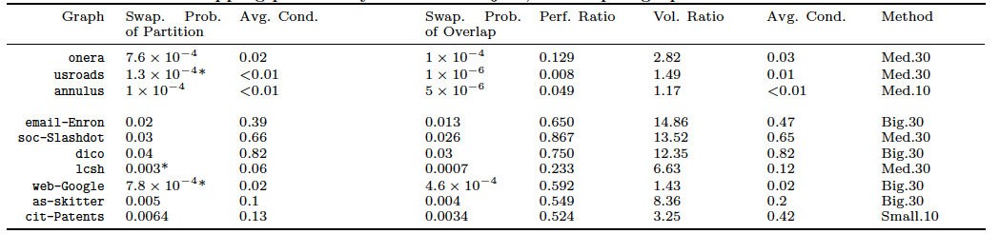 Graph Swap. Prob. Avg. Cond. Swap. Prob. Perf. Ratio Vol. Ratio Avg. Cond. Method
of Partition of Overlap
onera 7.6 × 10⁻⁴ 0.02 1 × 10⁻⁴ 0.129 2.82 0.03 Med.30
usroads 1.3 × 10⁻⁴* <0.01 1 × 10⁻⁶ 0.008 1.49 0.01 Med.30
annulus 1 × 10⁻⁴ <0.01 5 × 10⁻⁶ 0.049 1.17 <0.01 Med.10
email-Enron 0.02 0.39 0.013 0.650 14.86 0.47 Big.30
soc-Slashdot 0.03 0.66 0.026 0.867 13.52 0.65 Med.30
dico 0.04 0.82 0.03 0.750 12.35 0.82 Big.30
lcsh 0.003* 0.06 0.0007 0.233 6.63 0.12 Med.30
web-Google 7.8 × 10⁻⁴* 0.02 4.6 × 10⁻⁴ 0.592 1.43 0.02 Big.30
as-skitter 0.005 0.1 0.004 0.549 8.36 0.2 Big.30
cit-Patents 0.0064 0.13 0.0034 0.524 3.25 0.42 Small.10